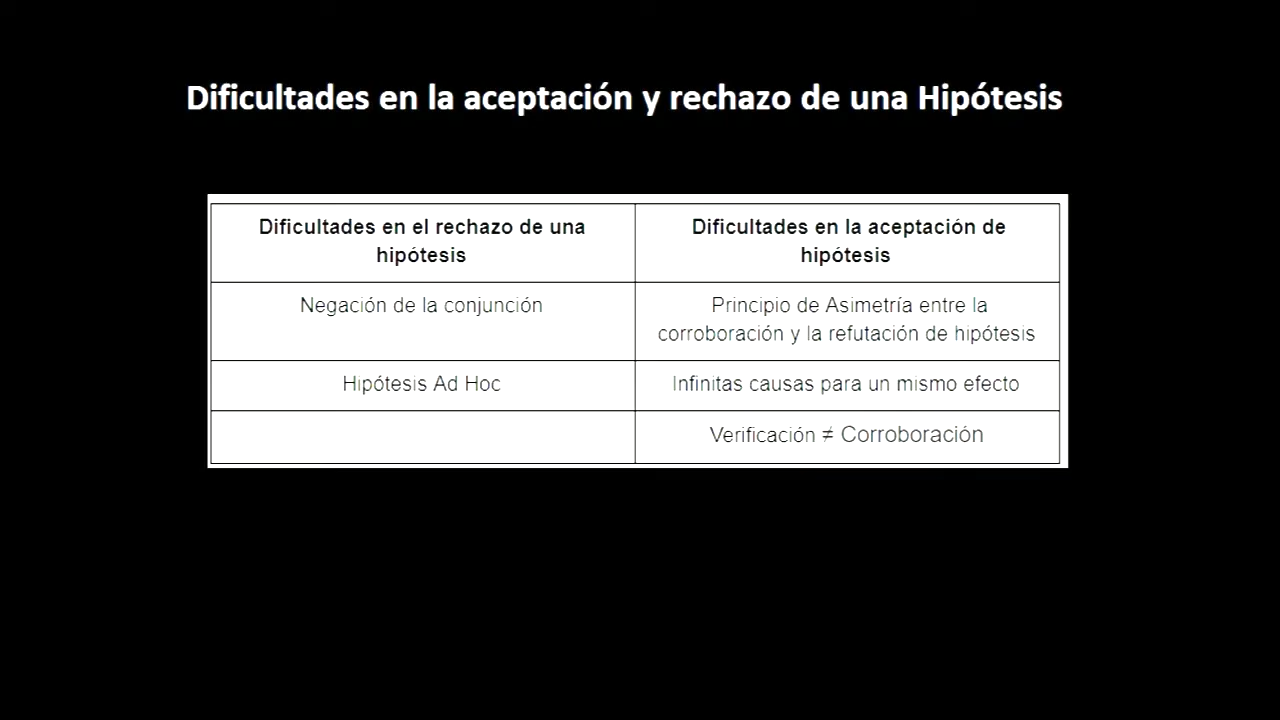 Dificultades en la aceptación y rechazo de una Hipótesis
Dificultades en el rechazo de una
hipótesis
Dificultades en la aceptación de
hipótesis
Negación de la conjunción
Principio de Asimetría entre la
corroboración y la refutación de hipótesis
Hipótesis Ad Hoc
Infinitas causas para un mismo efecto
Verificación ≠ Corroboración